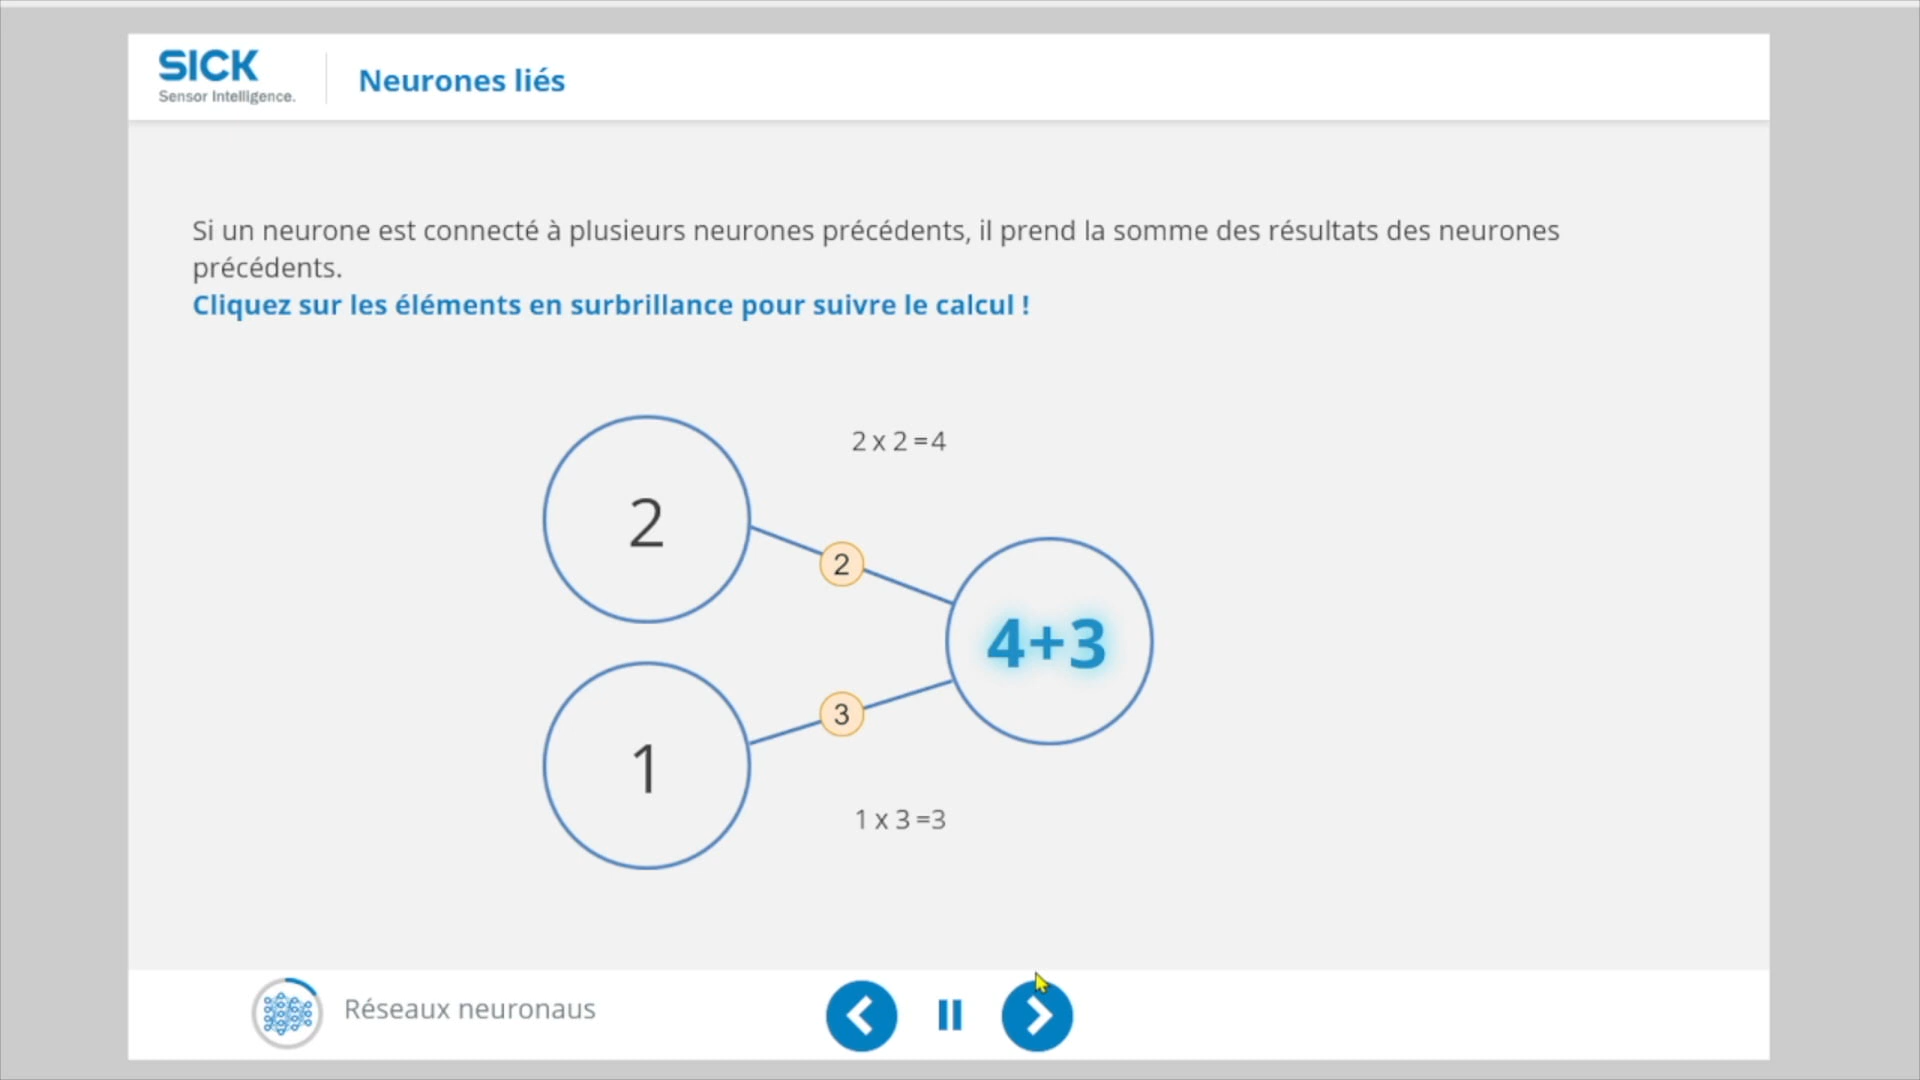 SICK
Sensor Intelligence.
Neurones liés
Si un neurone est connecté à plusieurs neurones précédents, il prend la somme des résultats des neurones
précédents.
Cliquez sur les éléments en surbrillance pour suivre le calcul !
2 x 2 =4
2
2
4+3
3
1
1 x 3 =3
Réseaux neuronaus